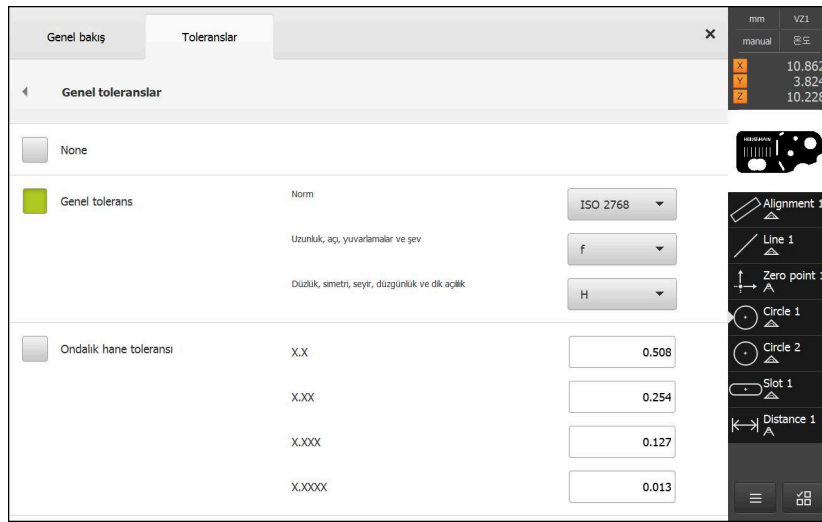 Genel bakış
Toleranslar
×
Genel toleranslar
None
Genel tolerans
Norm
ISO 2768
Uzunluk, açı, yuvarlamalar ve şev
f
Düzlük, simetri, seyir, düzgünlük ve dik açılılık
H
Ondalık hane toleransı
X.X
0.508
X.XX
0.254
X.XXX
0.127
X.XXXX
0.013
mm VZ1
manual 온도
X 10.862
Y 3.824
Z 10.228
HEIDENHAIN
Alignment 1
Line 1
Zero point 1
Circle 1
Circle 2
Slot 1
Distance 1